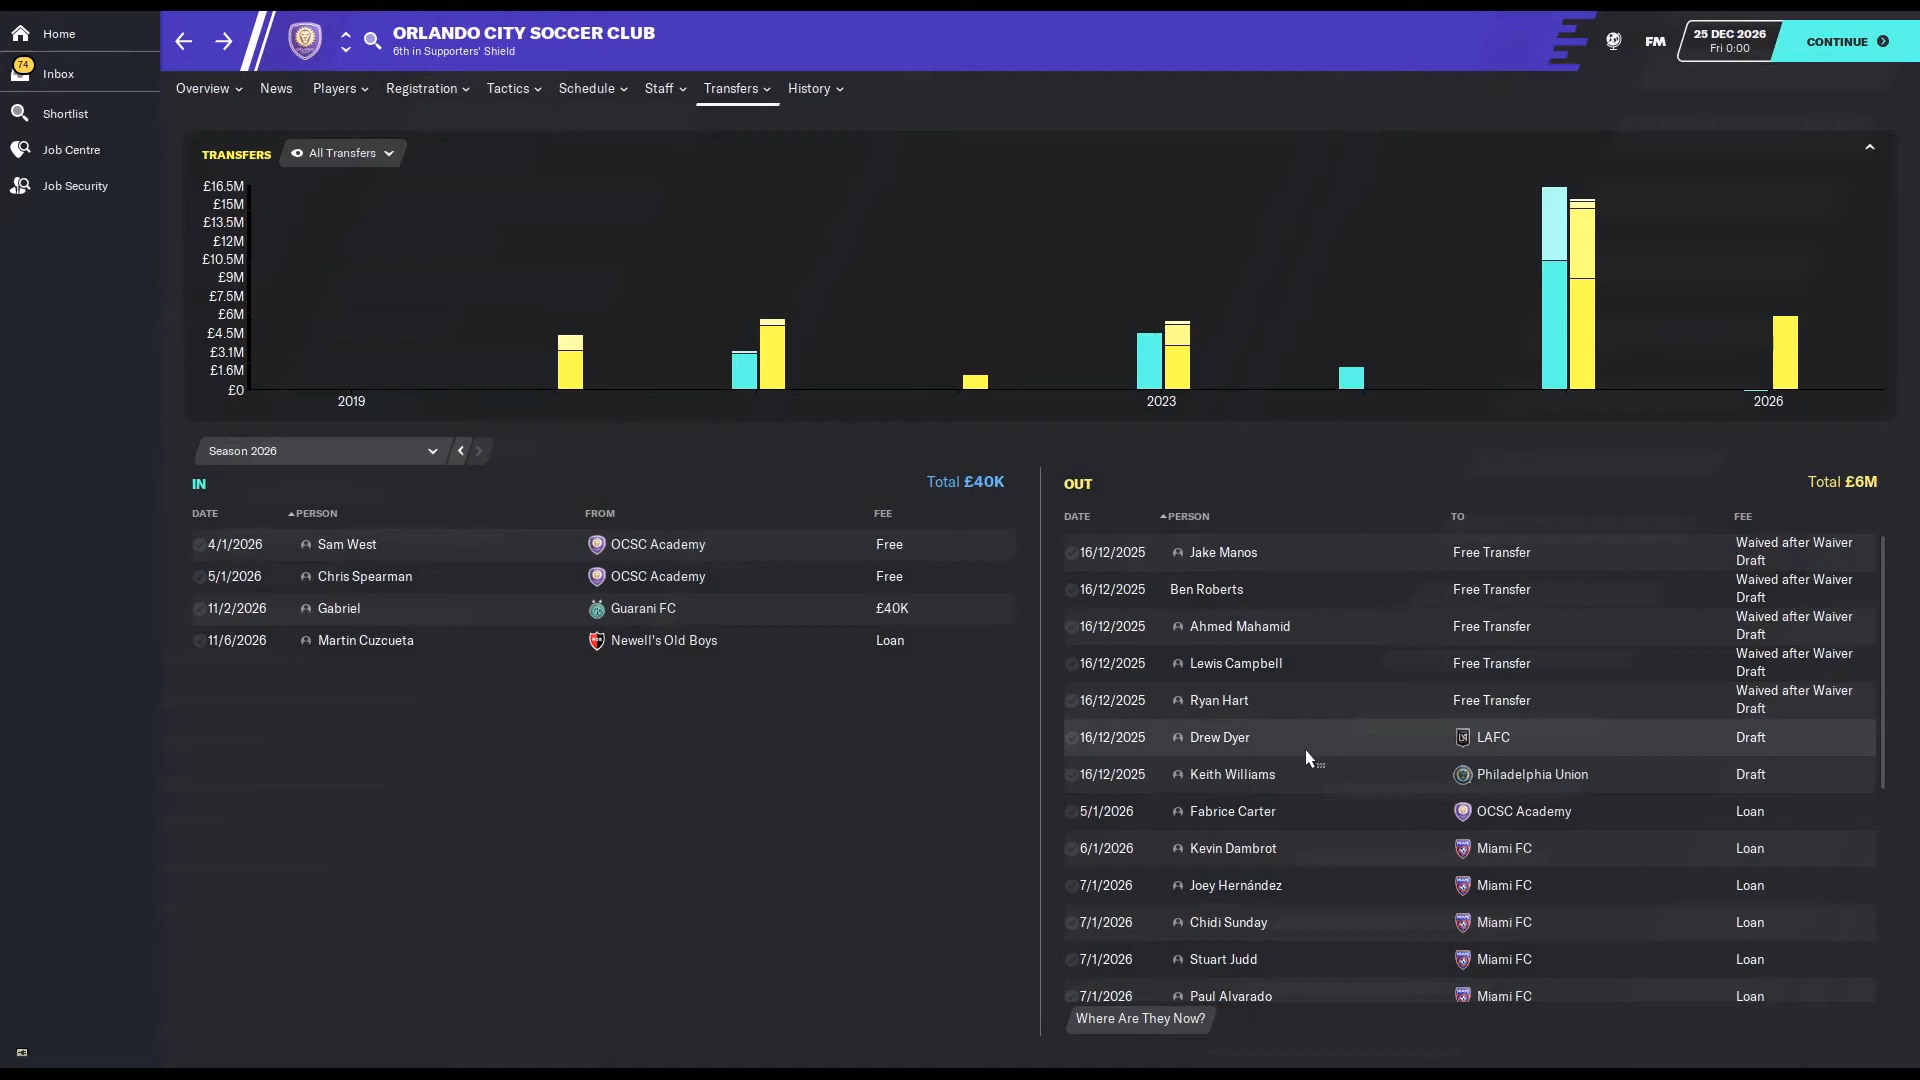 Home
74
Inbox
Shortlist
Job Centre
Job Security
ORLANDO CITY SOCCER CLUB
6th in Supporters' Shield
FM
25 DEC 2026
Fri 0:00
CONTINUE
Overview News Players Registration Tactics Schedule Staff Transfers History
TRANSFERS All Transfers
£16.5M
£15M
£13.5M
£12M
£10.5M
£9M
£7.5M
£6M
£4.5M
£3.1M
£1.6M
£0
2019 2023 2026
Season 2026
IN Total £40K
DATE PERSON FROM FEE
4/1/2026 Sam West OCSC Academy Free
5/1/2026 Chris Spearman OCSC Academy Free
11/2/2026 Gabriel Guarani FC £40K
11/6/2026 Martin Cuzcueta Newell's Old Boys Loan
OUT Total £6M
DATE PERSON TO FEE
16/12/2025 Jake Manos Free Transfer Waived after Waiver Draft
16/12/2025 Ben Roberts Free Transfer Waived after Waiver Draft
16/12/2025 Ahmed Mahamid Free Transfer Waived after Waiver Draft
16/12/2025 Lewis Campbell Free Transfer Waived after Waiver Draft
16/12/2025 Ryan Hart Free Transfer Waived after Waiver Draft
16/12/2025 Drew Dyer LAFC Draft
16/12/2025 Keith Williams Philadelphia Union Draft
5/1/2026 Fabrice Carter OCSC Academy Loan
6/1/2026 Kevin Dambrot Miami FC Loan
7/1/2026 Joey Hernández Miami FC Loan
7/1/2026 Chidi Sunday Miami FC Loan
7/1/2026 Stuart Judd Miami FC Loan
7/1/2026 Paul Alvarado Miami FC Loan
Where Are They Now?